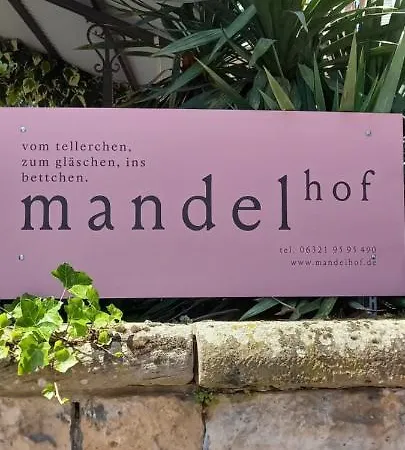 vom tellerchen,
zum gläschen, ins
bettchen.
mandelhof
tel. 06321 95 95 490
www.mandelhof.de